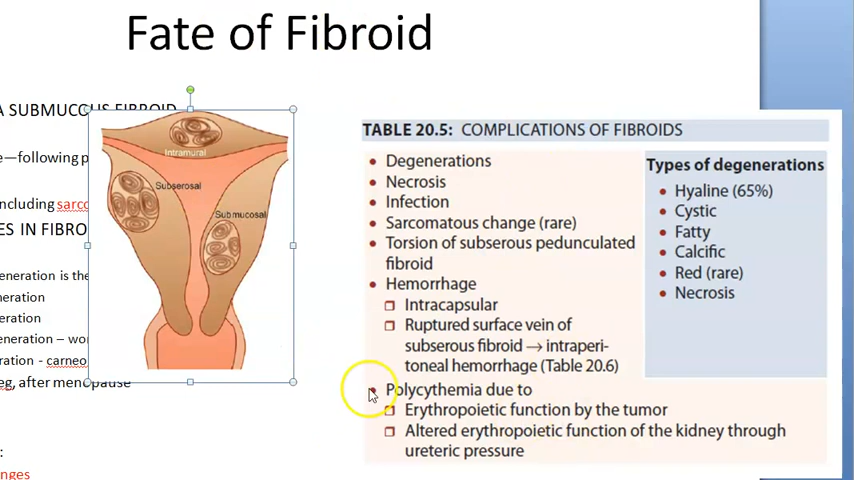 Fate of Fibroid
A SUBMUCOUS FIBROID
e—following p
ncluding sarc
ES IN FIBRO
eneration is the
neration
eration
eneration – wo
ration - carneo
eg, after menopause
:
nges
Intramural
Subserosal
Submucosal
TABLE 20.5: COMPLICATIONS OF FIBROIDS
• Degenerations
• Necrosis
• Infection
• Sarcomatous change (rare)
• Torsion of subserous pedunculated
fibroid
• Hemorrhage
❒ Intracapsular
❒ Ruptured surface vein of
subserous fibroid → intraperi-
toneal hemorrhage (Table 20.6)
• Polycythemia due to
❒ Erythropoietic function by the tumor
❒ Altered erythropoietic function of the kidney through
ureteric pressure
Types of degenerations
• Hyaline (65%)
• Cystic
• Fatty
• Calcific
• Red (rare)
• Necrosis